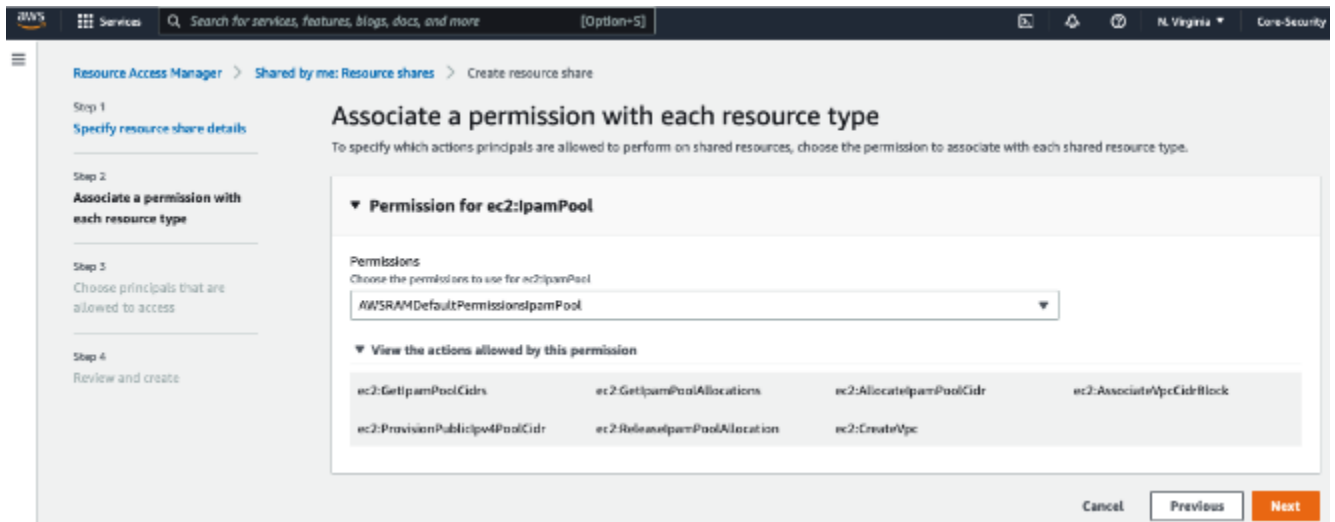 aws Services Search for services, features, blogs, docs, and more [Option+S] N. Virginia Core-Security
Resource Access Manager > Shared by me: Resource shares > Create resource share
Step 1
Specify resource share details
Step 2
Associate a permission with
each resource type
Step 3
Choose principals that are
allowed to access
Step 4
Review and create
Associate a permission with each resource type
To specify which actions principals are allowed to perform on shared resources, choose the permission to associate with each shared resource type.
Permission for ec2:IpamPool
Permissions
Choose the permissions to use for ec2:IpamPool
AWSRAMDefaultPermissionsIpamPool
View the actions allowed by this permission
ec2:GetIpamPoolCidrs ec2:GetIpamPoolAllocations ec2:AllocateIpamPoolCidr ec2:AssociateVpcCidrBlock
ec2:ProvisionPublicIpv4PoolCidr ec2:ReleaseIpamPoolAllocation ec2:CreateVpc
Cancel Previous Next